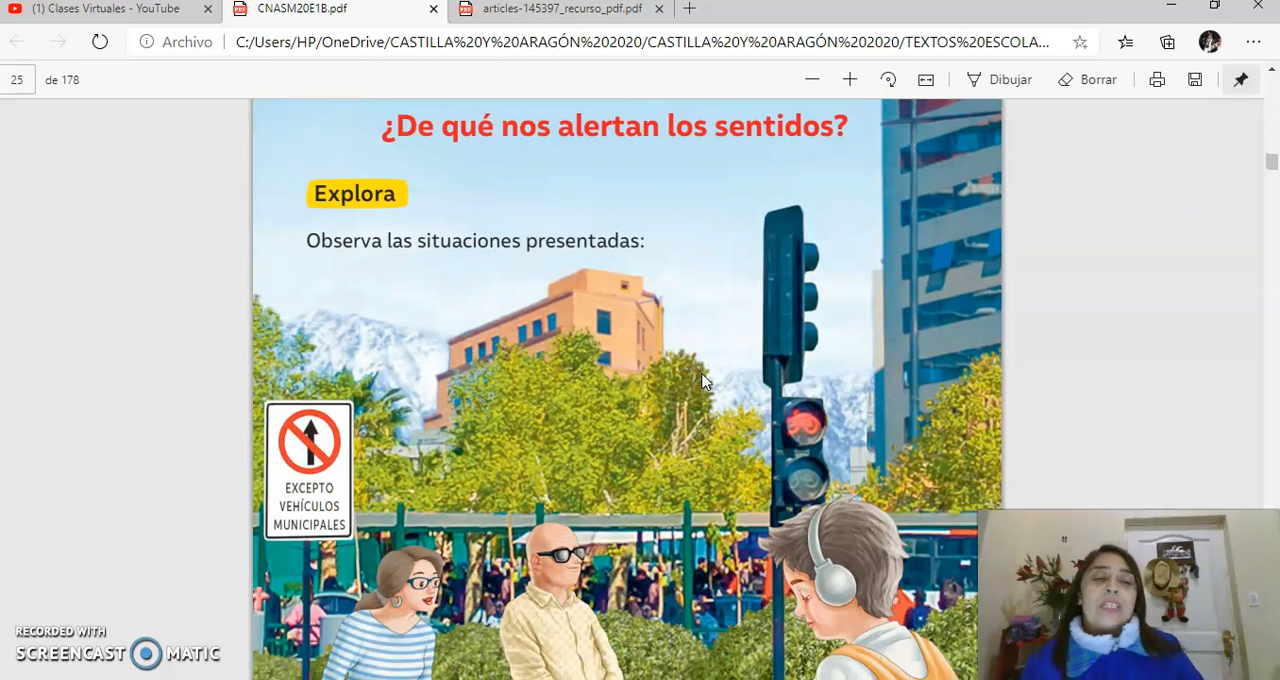 (1) Clases Virtuales - YouTube
CNASM20E1B.pdf
articles-145397_recurso_pdf.pdf
Archivo
C:/Users/HP/OneDrive/CASTILLA%20Y%20ARAGÓN%202020/CASTILLA%20Y%20ARAGÓN%202020/TEXTOS%20ESCOLA...
25 de 178
Dibujar
Borrar
¿De qué nos alertan los sentidos?
Explora
Observa las situaciones presentadas:
EXCEPTO
VEHÍCULOS
MUNICIPALES
RECORDED WITH
SCREENCAST MATIC